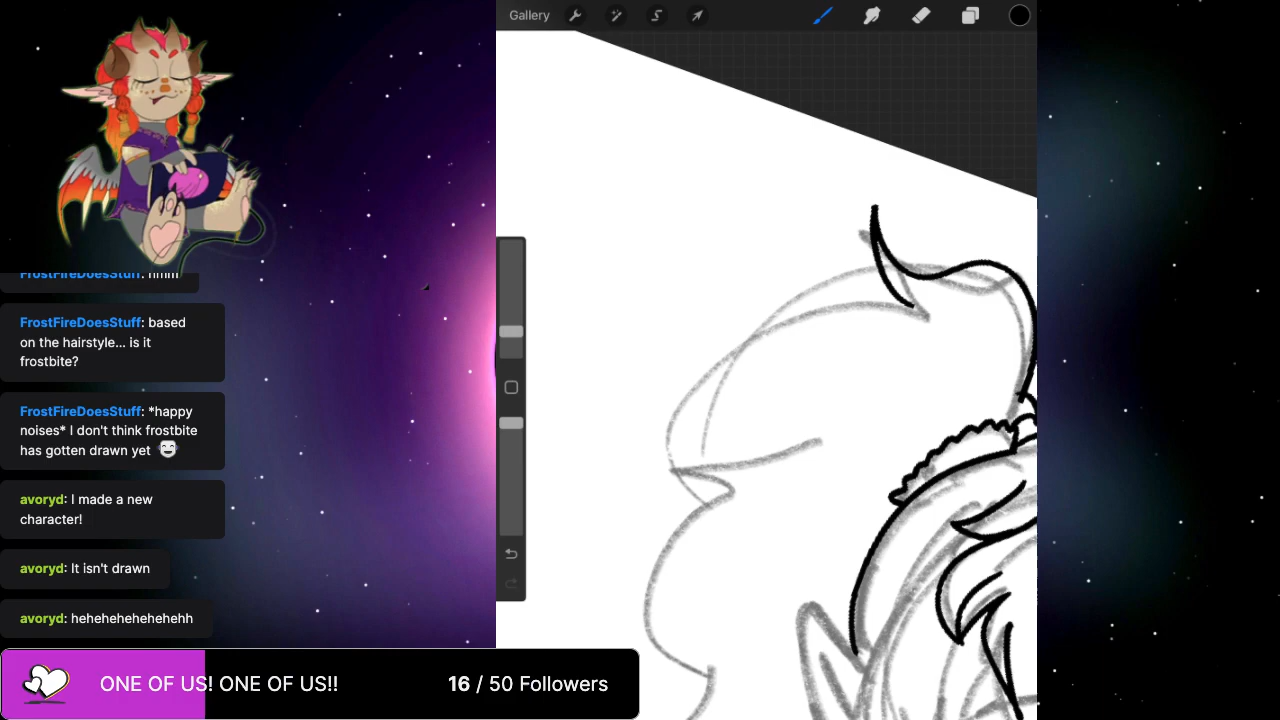 Gallery
FrostFireDoesStuff: hmm
FrostFireDoesStuff: based
on the hairstyle... is it
frostbite?
FrostFireDoesStuff: *happy
noises* I don't think frostbite
has gotten drawn yet
avoryd: I made a new
character!
avoryd: It isn't drawn
avoryd: hehehehehehehehh
ONE OF US! ONE OF US!! 16 / 50 Followers